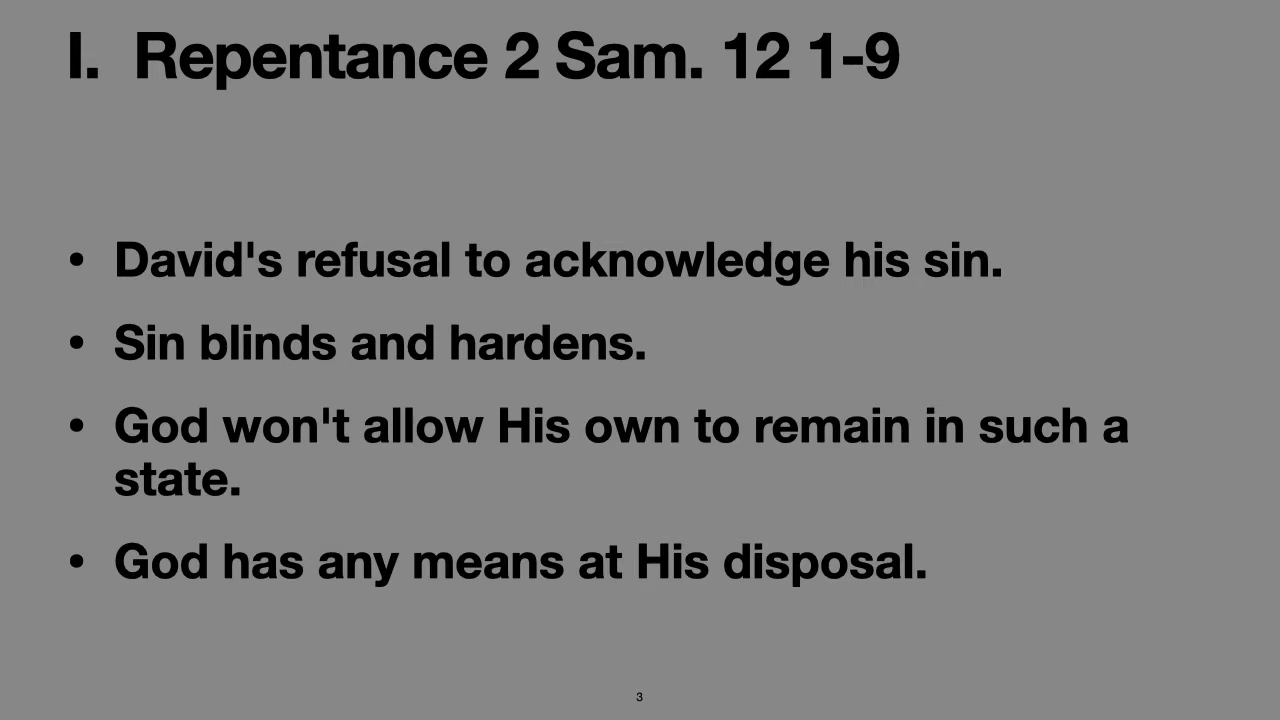 I. Repentance 2 Sam. 12 1-9
• David's refusal to acknowledge his sin.
• Sin blinds and hardens.
• God won't allow His own to remain in such a
state.
• God has any means at His disposal.
3